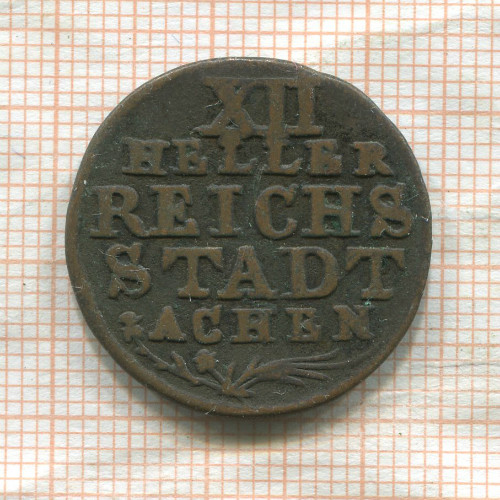 XII
HELLER
REICHS
STADT
ACHEN